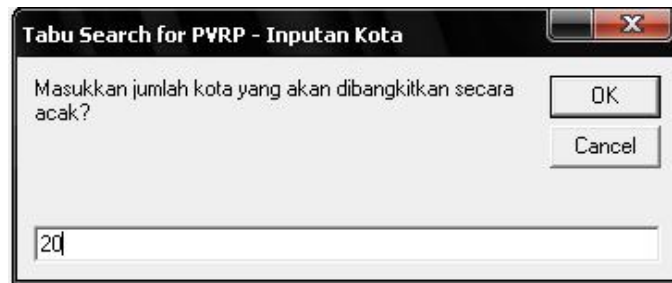 Tabu Search for PVRP - Inputan Kota
Masukkan jumlah kota yang akan dibangkitkan secara
acak?
OK
Cancel
20